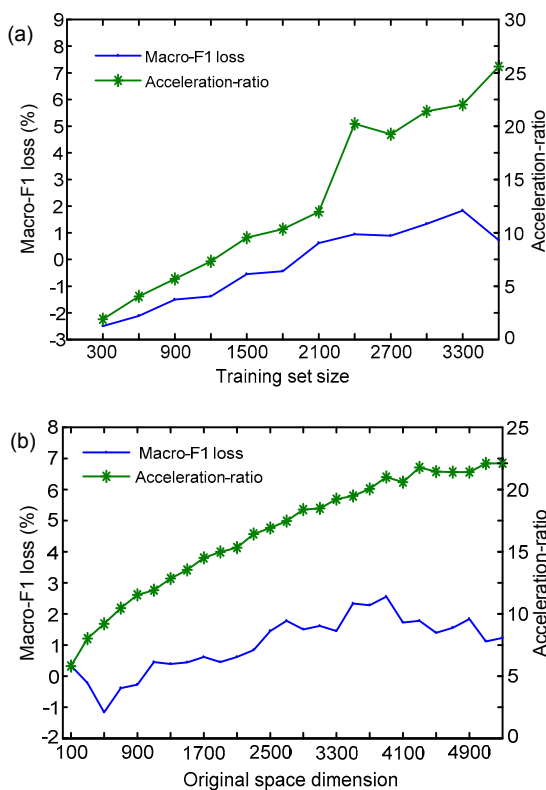 (a)
9
8
7
6
5
4
3
2
1
0
-1
-2
-3
Macro-F1 loss (%)
Macro-F1 loss
Acceleration-ratio
30
25
20
15
10
5
0
Acceleration-ratio
300 900 1500 2100 2700 3300
Training set size
(b)
8
7
6
5
4
3
2
1
0
-1
-2
Macro-F1 loss (%)
Macro-F1 loss
Acceleration-ratio
25
20
15
10
5
0
Acceleration-ratio
100 900 1700 2500 3300 4100 4900
Original space dimension